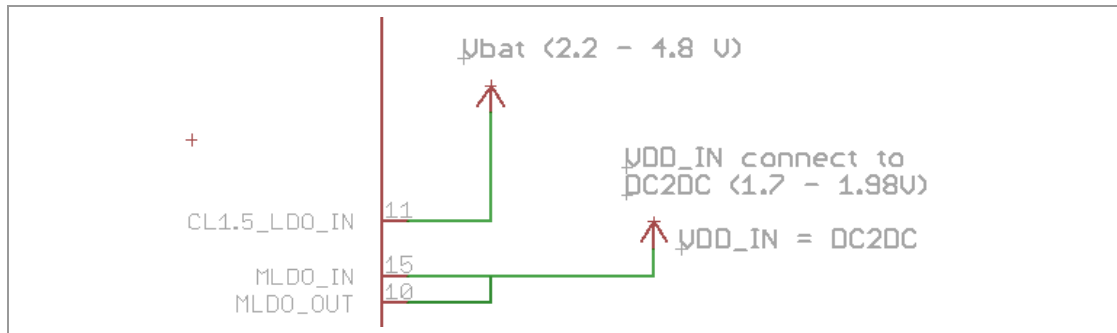 Vbat (2.2 - 4.8 V)
VDD_IN connect to
DC2DC (1.7 - 1.98V)
11
CL1.5_LDO_IN
VDD_IN = DC2DC
15
MLDO_IN
10
MLDO_OUT